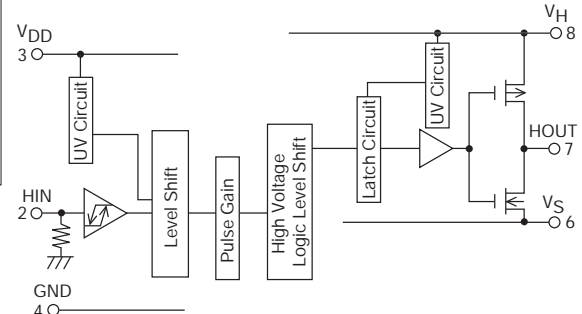 VDD
3
UV Circuit
HIN
2
Level Shift
Pulse Gain
High Voltage
Logic Level Shift
Latch Circuit
UV Circuit
VH
8
HOUT
7
VS
6
GND
4